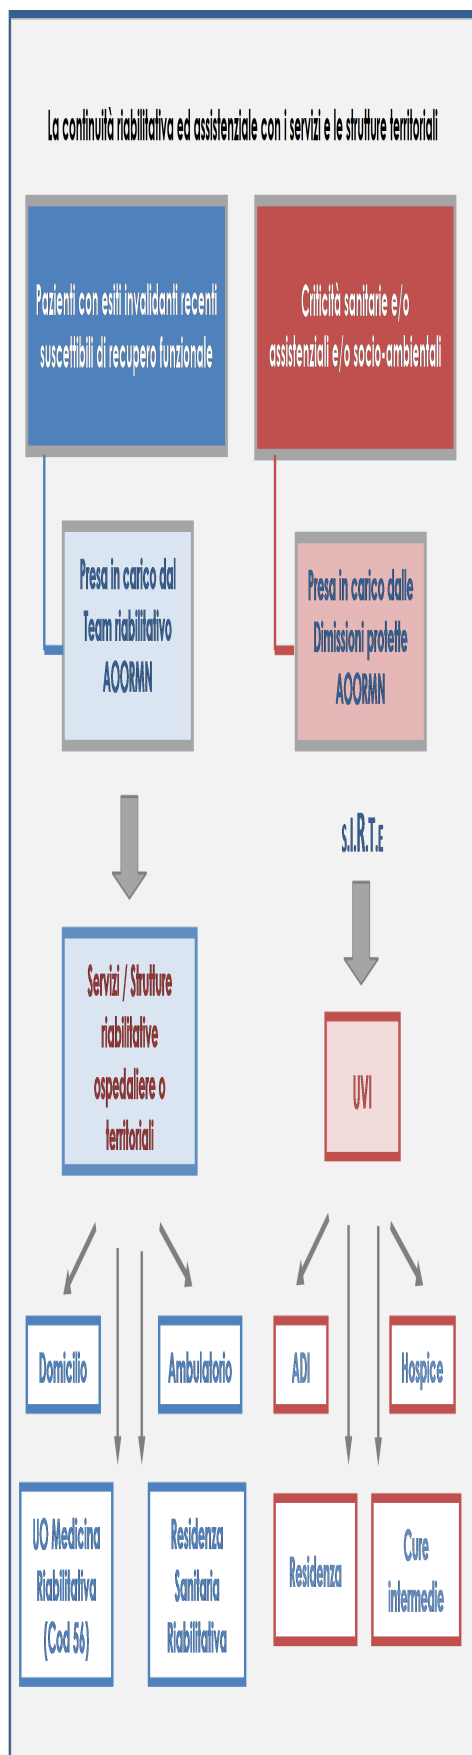 La continuità riabilitativa ed assistenziale con i servizi e le strutture territoriali
Pazienti con esiti invalidanti recenti
suscettibili di recupero funzionale
Criticità sanitarie e/o
assistenziali e/o socio-ambientali
Presa in carico dal
Team riabilitativo
AOORMN
Presa in carico dalle
Dimissioni protette
AOORMN
S.I.R.T.E
Servizi / Strutture
riabilitative
ospedaliere o
territoriali
UVI
Domicilio
Ambulatorio
ADI
Hospice
UO Medicina
Riabilitativa
(Cod 56)
Residenza
Sanitaria
Riabilitativa
Residenza
Cure
intermedie